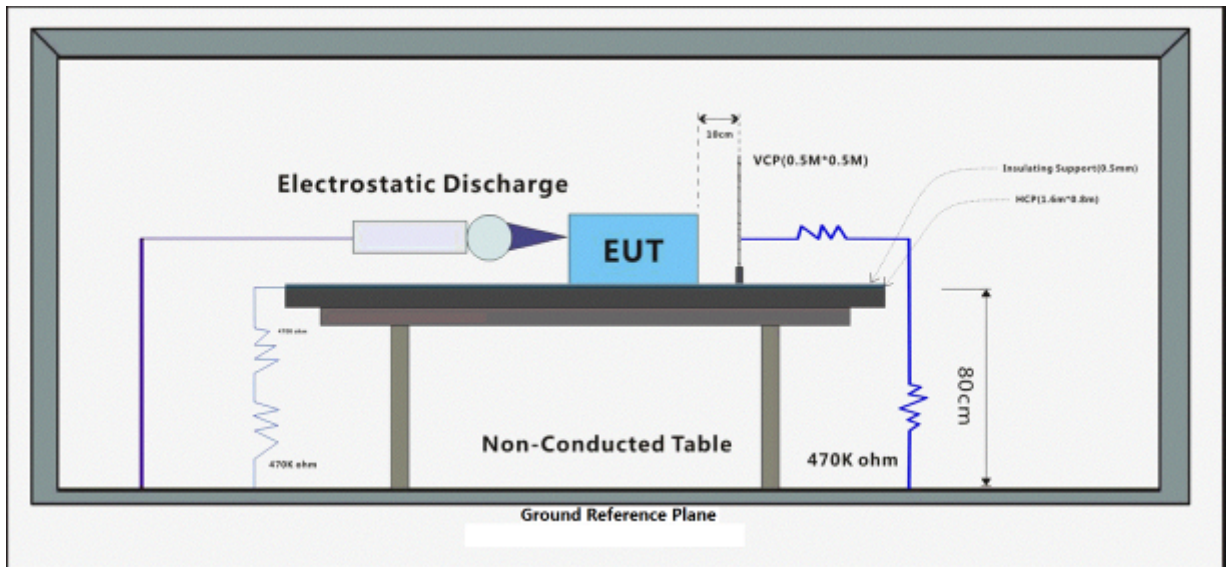 10cm
VCP(0.5M*0.5M)
Insulating Support(0.5mm)
Electrostatic Discharge
HCP(1.6m*0.8m)
EUT
470K ohm
80cm
Non-Conducted Table
470K ohm
470K ohm
Ground Reference Plane